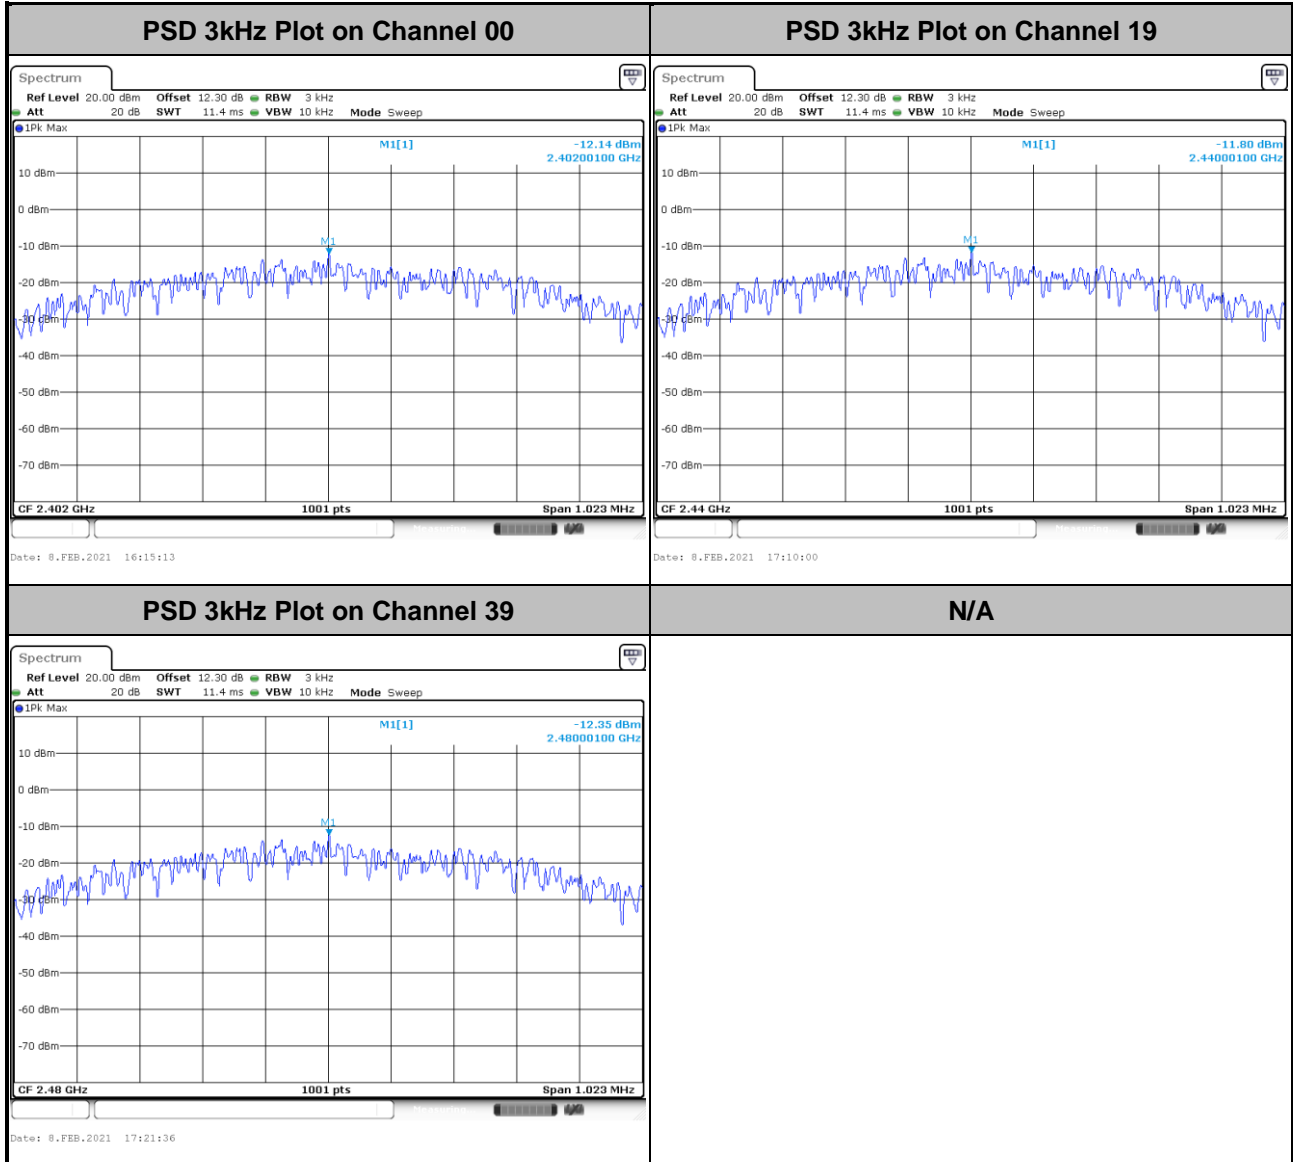 PSD 3kHz Plot on Channel 00
PSD 3kHz Plot on Channel 19
Spectrum
Ref Level 20.00 dBm Offset 12.30 dB RBW 3 kHz
Att 20 dB SWT 11.4 ms VBW 10 kHz Mode Sweep
1Pk Max
M1[1] -12.14 dBm
2.40200100 GHz
M1
10 dBm
0 dBm
-10 dBm
-20 dBm
-30 dBm
-40 dBm
-50 dBm
-60 dBm
-70 dBm
CF 2.402 GHz 1001 pts Span 1.023 MHz
Measuring...
Date: 8.FEB.2021 16:15:13
Spectrum
Ref Level 20.00 dBm Offset 12.30 dB RBW 3 kHz
Att 20 dB SWT 11.4 ms VBW 10 kHz Mode Sweep
1Pk Max
M1[1] -11.80 dBm
2.44000100 GHz
M1
10 dBm
0 dBm
-10 dBm
-20 dBm
-30 dBm
-40 dBm
-50 dBm
-60 dBm
-70 dBm
CF 2.44 GHz 1001 pts Span 1.023 MHz
Measuring...
Date: 8.FEB.2021 17:10:00
PSD 3kHz Plot on Channel 39
N/A
Spectrum
Ref Level 20.00 dBm Offset 12.30 dB RBW 3 kHz
Att 20 dB SWT 11.4 ms VBW 10 kHz Mode Sweep
1Pk Max
M1[1] -12.35 dBm
2.48000100 GHz
M1
10 dBm
0 dBm
-10 dBm
-20 dBm
-30 dBm
-40 dBm
-50 dBm
-60 dBm
-70 dBm
CF 2.48 GHz 1001 pts Span 1.023 MHz
Measuring...
Date: 8.FEB.2021 17:21:36